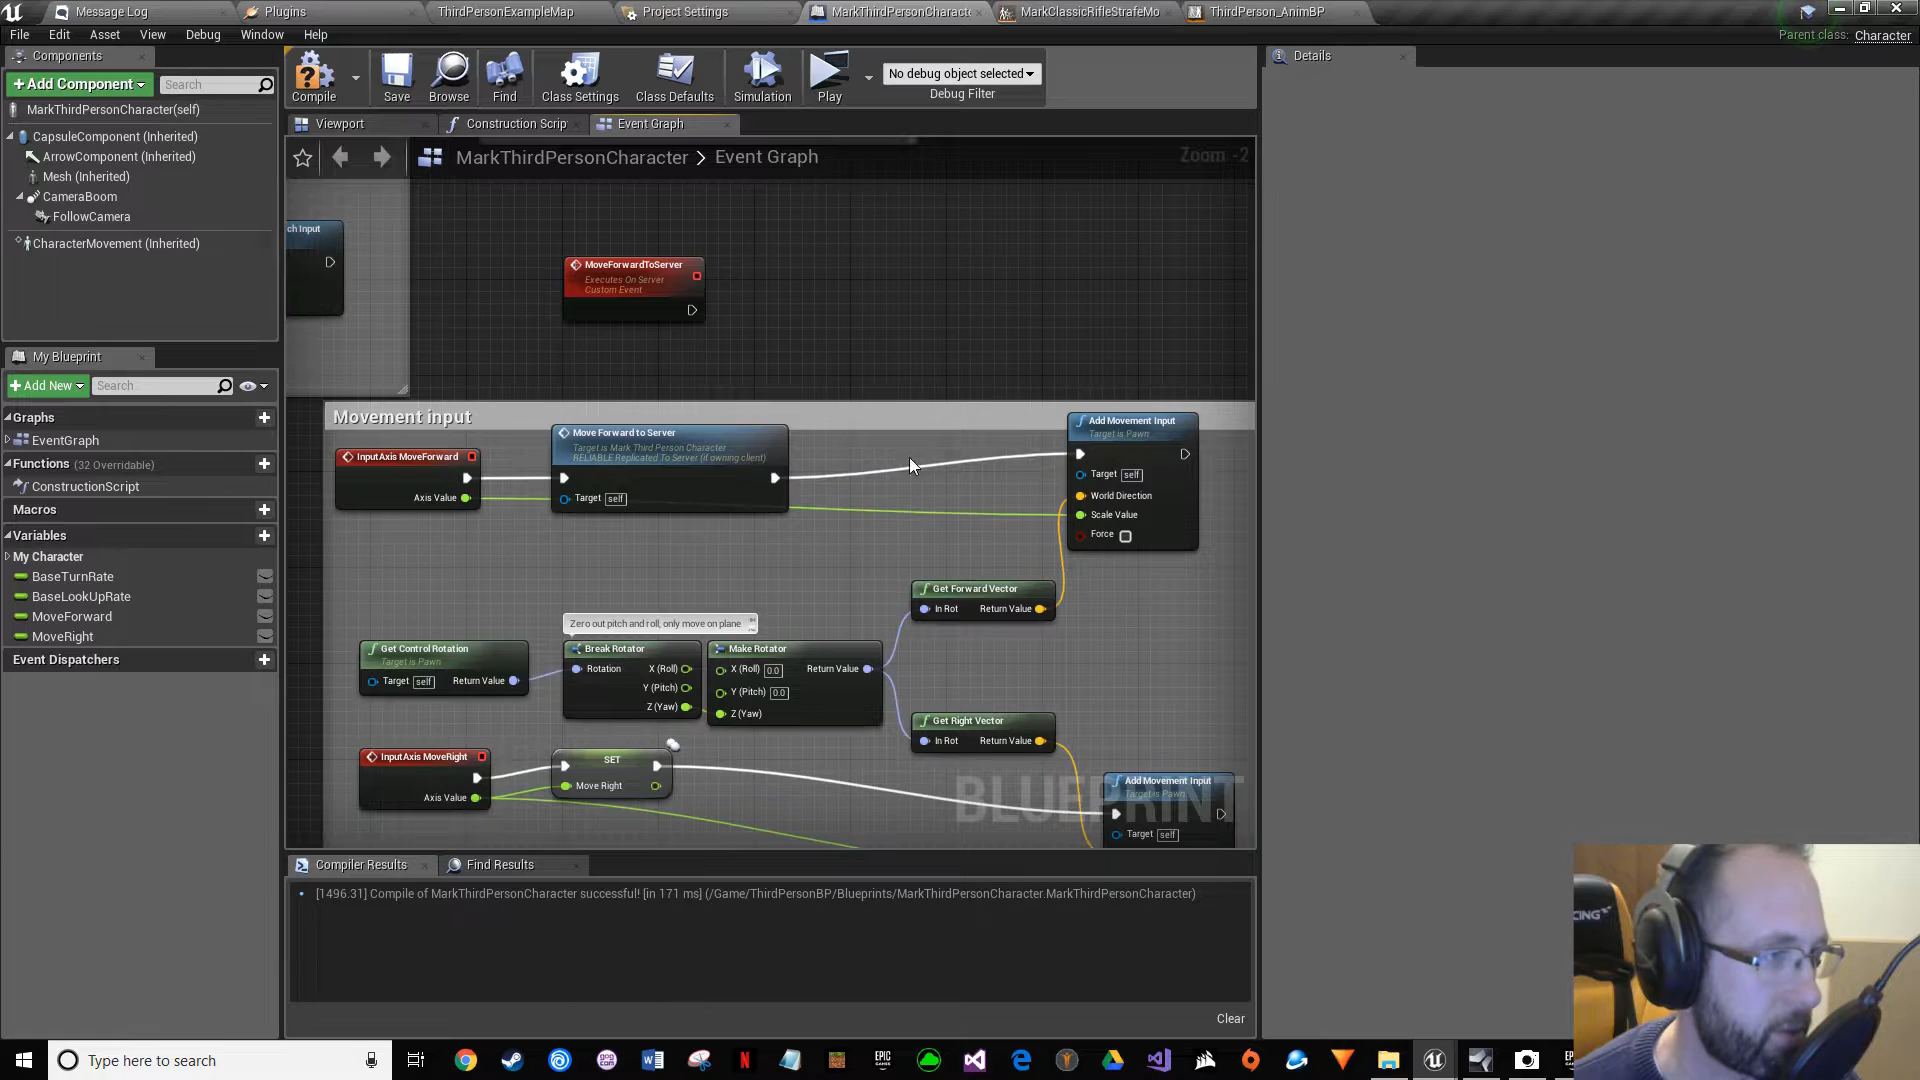 Message Log
Plugins
ThirdPersonExampleMap
Project Settings
MarkThirdPersonCharacte
MarkClassicRifleStrafeMo
ThirdPerson_AnimBP
File Edit Asset View Debug Window Help
Parent class: Character
Components
+Add Component
Search
MarkThirdPersonCharacter(self)
CapsuleComponent (Inherited)
ArrowComponent (Inherited)
Mesh (Inherited)
CameraBoom
FollowCamera
CharacterMovement (Inherited)
My Blueprint
+Add New
Search
Graphs
EventGraph
Functions (32 Overridable)
ConstructionScript
Macros
Variables
My Character
BaseTurnRate
BaseLookUpRate
MoveForward
MoveRight
Event Dispatchers
Compile
Save
Browse
Find
Class Settings
Class Defaults
Simulation
Play
No debug object selected
Debug Filter
Viewport
Construction Scrip
Event Graph
MarkThirdPersonCharacter > Event Graph
Zoom -2
ch Input
MoveForwardToServer
Executes On Server
Custom Event
Movement input
InputAxis MoveForward
Axis Value
Move Forward to Server
Target is Mark Third Person Character
RELIABLE Replicated To Server (if owning client)
Target self
Add Movement Input
Target is Pawn
Target self
World Direction
Scale Value
Force
Get Forward Vector
In Rot Return Value
Zero out pitch and roll, only move on plane
Get Control Rotation
Target is Pawn
Target self Return Value
Break Rotator
Rotation X (Roll)
Y (Pitch)
Z (Yaw)
Make Rotator
X (Roll) 0.0 Return Value
Y (Pitch) 0.0
Z (Yaw)
Get Right Vector
In Rot Return Value
InputAxis MoveRight
Axis Value
SET
Move Right
Add Movement Input
Target is Pawn
Target self
BLUEPRINT
Compiler Results
Find Results
[1496.31] Compile of MarkThirdPersonCharacter successful! [in 171 ms] (/Game/ThirdPersonBP/Blueprints/MarkThirdPersonCharacter.MarkThirdPersonCharacter)
Clear
Details
Type here to search